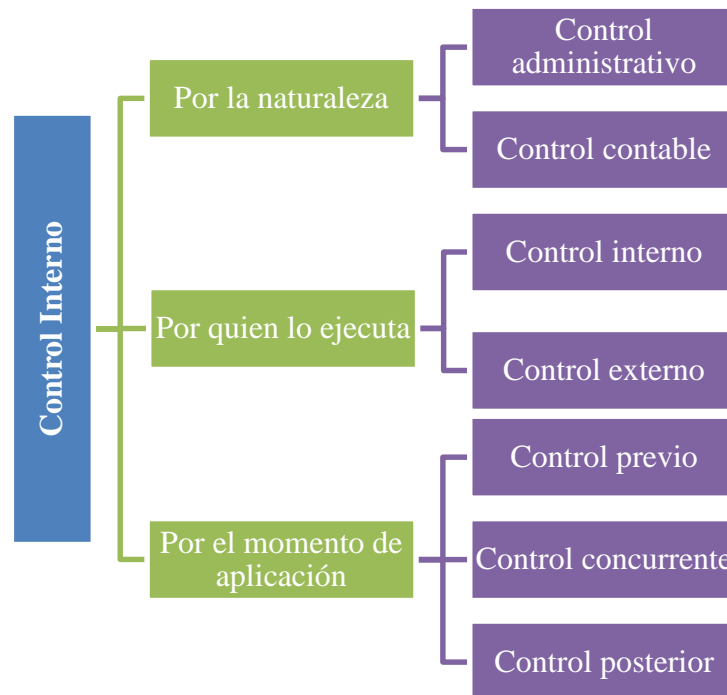 Control Interno
Por la naturaleza
Control
administrativo
Control contable
Por quien lo ejecuta
Control interno
Control externo
Por el momento de
aplicación
Control previo
Control concurrente
Control posterior